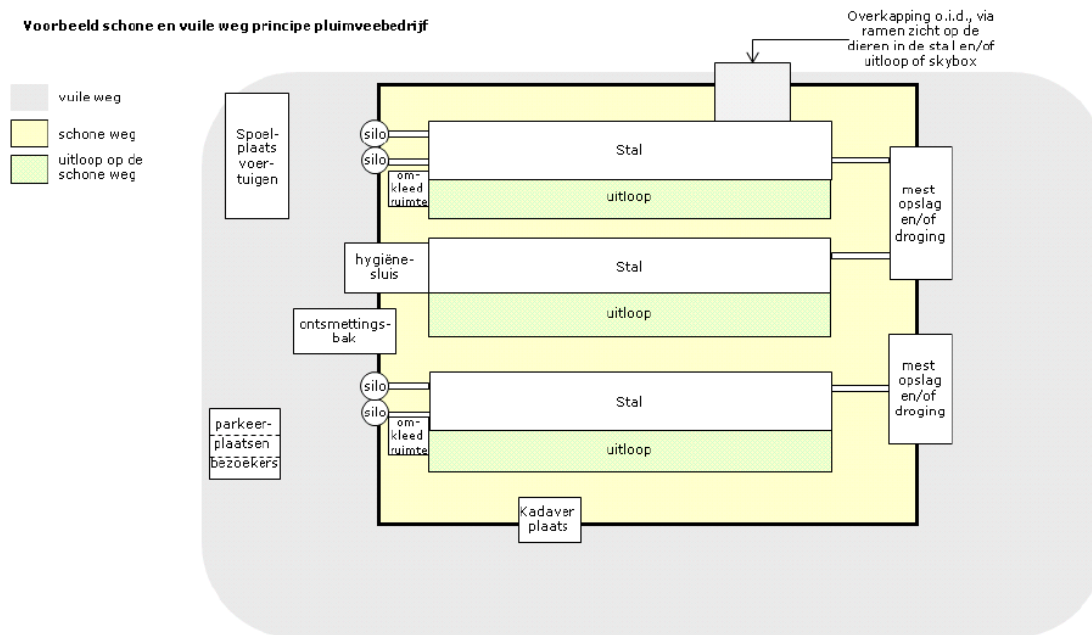 Voorbeeld schone en vuile weg principe pluimveebedrijf
Overkapping o.i.d., via
ramen zicht op de
dieren in de stal en/of
uitloop of skybox
vuile weg
schone weg
uitloop op de
schone weg
Spoel-
plaats
voer-
tuigen
silo
silo
om-
kleed
ruimte
Stal
uitloop
mest
opslag
en/of
droging
hygiëne-
sluis
Stal
uitloop
ontsmettings-
bak
silo
silo
om-
kleed
ruimte
Stal
uitloop
mest
opslag
en/of
droging
parkeer-
plaatsen
bezoekers
Kadaver
plaats